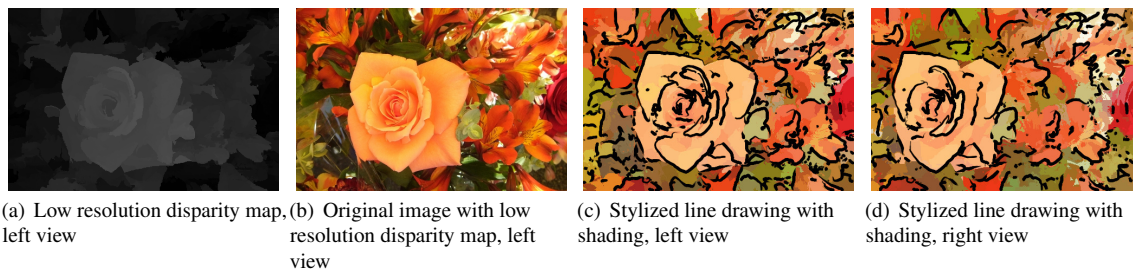 (a) Low resolution disparity map,
left view
(b) Original image with low
resolution disparity map, left
view
(c) Stylized line drawing with
shading, left view
(d) Stylized line drawing with
shading, right view